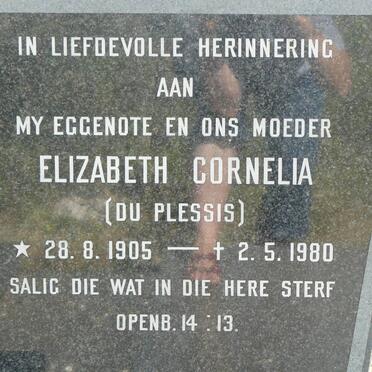 IN LIEFDEVOLLE HERINNERING
AAN
MY EGGENOTE EN ONS MOEDER
ELIZABETH CORNELIA
(DU PLESSIS)
★ 28.8.1905 — † 2.5.1980
SALIG DIE WAT IN DIE HERE STERF
OPENB. 14:13.